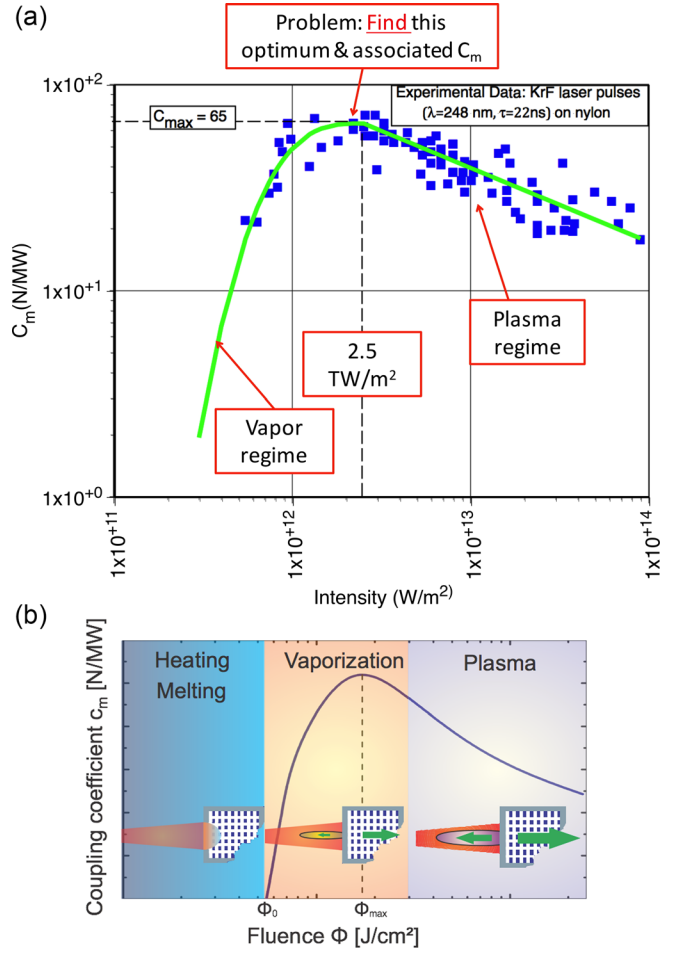 (a)
Problem: Find this
optimum & associated Cm
1x10+2
Cmax = 65
Experimental Data: KrF laser pulses
(λ=248 nm, τ=22ns) on nylon
Cm(N/MW)
1x10+1
Plasma
regime
2.5
TW/m²
Vapor
regime
1x10+0
1x10+11
1x10+12
1x10+13
1x10+14
Intensity (W/m²)
(b)
Heating
Melting
Vaporization
Plasma
Coupling coefficient cm [N/MW]
Φ0
Φmax
Fluence Φ [J/cm²]